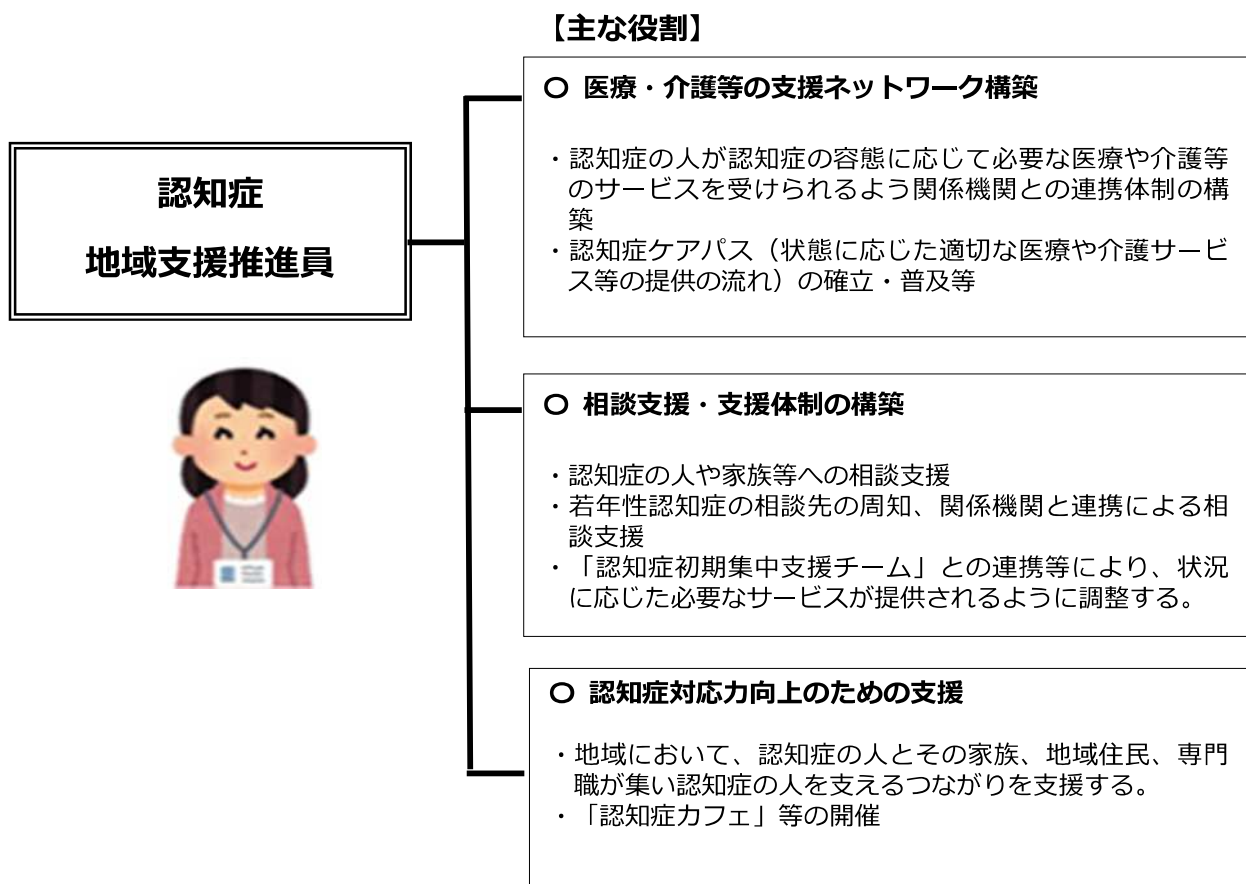 【主な役割】
認知症
地域支援推進員
〇 医療・介護等の支援ネットワーク構築
・認知症の人が認知症の容態に応じて必要な医療や介護等
のサービスを受けられるよう関係機関との連携体制の構
築
・認知症ケアパス（状態に応じた適切な医療や介護サービ
ス等の提供の流れ）の確立・普及等
〇 相談支援・支援体制の構築
・認知症の人や家族等への相談支援
・若年性認知症の相談先の周知、関係機関と連携による相
談支援
・「認知症初期集中支援チーム」との連携等により、状況
に応じた必要なサービスが提供されるように調整する。
〇 認知症対応力向上のための支援
・地域において、認知症の人とその家族、地域住民、専門
職が集い認知症の人を支えるつながりを支援する。
・「認知症カフェ」等の開催